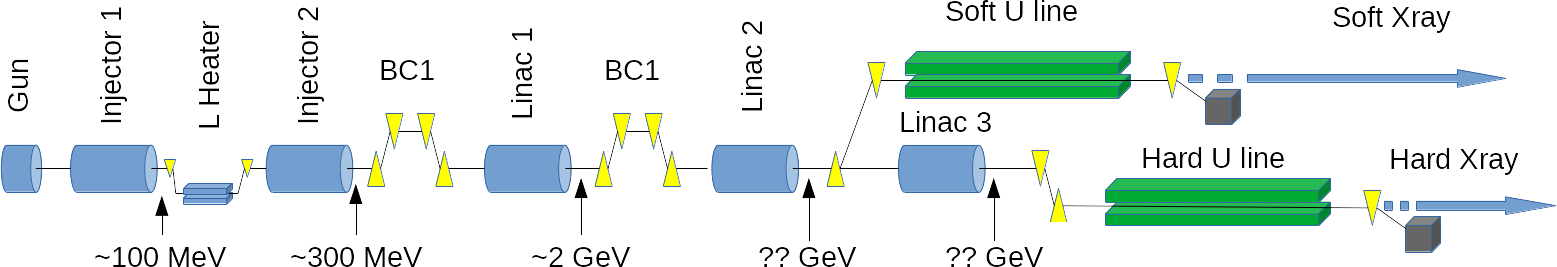 Gun
Injector 1
L Heater
Injector 2
BC1
Linac 1
BC1
Linac 2
Soft U line
Soft Xray
Linac 3
Hard U line
Hard Xray
~100 MeV
~300 MeV
~2 GeV
?? GeV
?? GeV